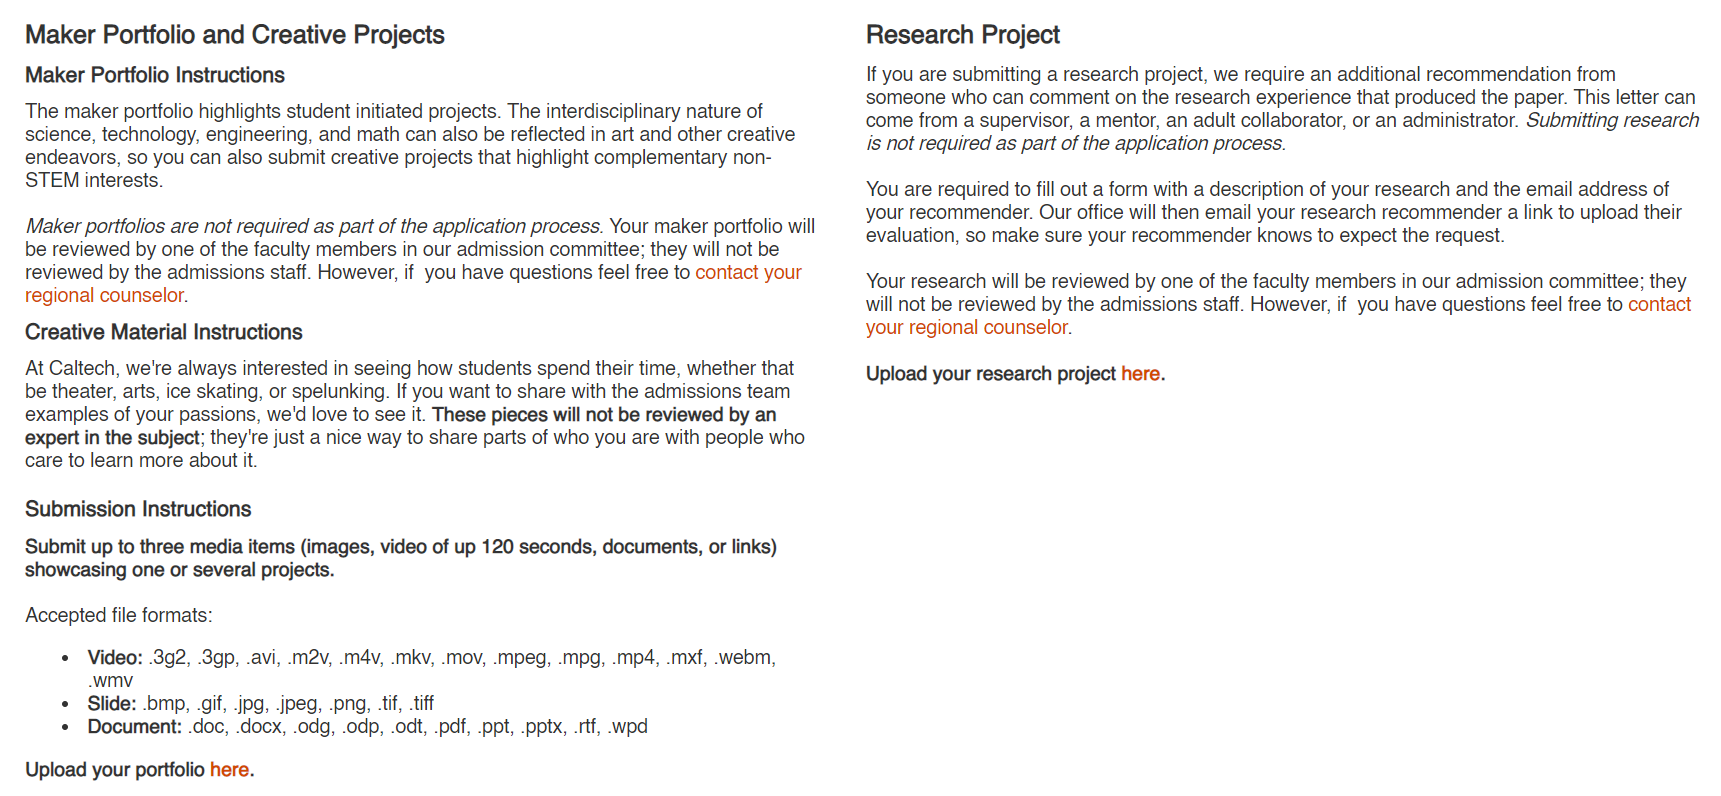 Maker Portfolio and Creative Projects
Maker Portfolio Instructions
The maker portfolio highlights student initiated projects. The interdisciplinary nature of
science, technology, engineering, and math can also be reflected in art and other creative
endeavors, so you can also submit creative projects that highlight complementary non-
STEM interests.
Maker portfolios are not required as part of the application process. Your maker portfolio will
be reviewed by one of the faculty members in our admission committee; they will not be
reviewed by the admissions staff. However, if  you have questions feel free to contact your
regional counselor.
Creative Material Instructions
At Caltech, we're always interested in seeing how students spend their time, whether that
be theater, arts, ice skating, or spelunking. If you want to share with the admissions team
examples of your passions, we'd love to see it. These pieces will not be reviewed by an
expert in the subject; they're just a nice way to share parts of who you are with people who
care to learn more about it.
Submission Instructions
Submit up to three media items (images, video of up 120 seconds, documents, or links)
showcasing one or several projects.
Accepted file formats:
• Video: .3g2, .3gp, .avi, .m2v, .m4v, .mkv, .mov, .mpeg, .mpg, .mp4, .mxf, .webm,
.wmv
• Slide: .bmp, .gif, .jpg, .jpeg, .png, .tif, .tiff
• Document: .doc, .docx, .odg, .odp, .odt, .pdf, .ppt, .pptx, .rtf, .wpd
Upload your portfolio here.
Research Project
If you are submitting a research project, we require an additional recommendation from
someone who can comment on the research experience that produced the paper. This letter can
come from a supervisor, a mentor, an adult collaborator, or an administrator. Submitting research
is not required as part of the application process.
You are required to fill out a form with a description of your research and the email address of
your recommender. Our office will then email your research recommender a link to upload their
evaluation, so make sure your recommender knows to expect the request.
Your research will be reviewed by one of the faculty members in our admission committee; they
will not be reviewed by the admissions staff. However, if  you have questions feel free to contact
your regional counselor.
Upload your research project here.